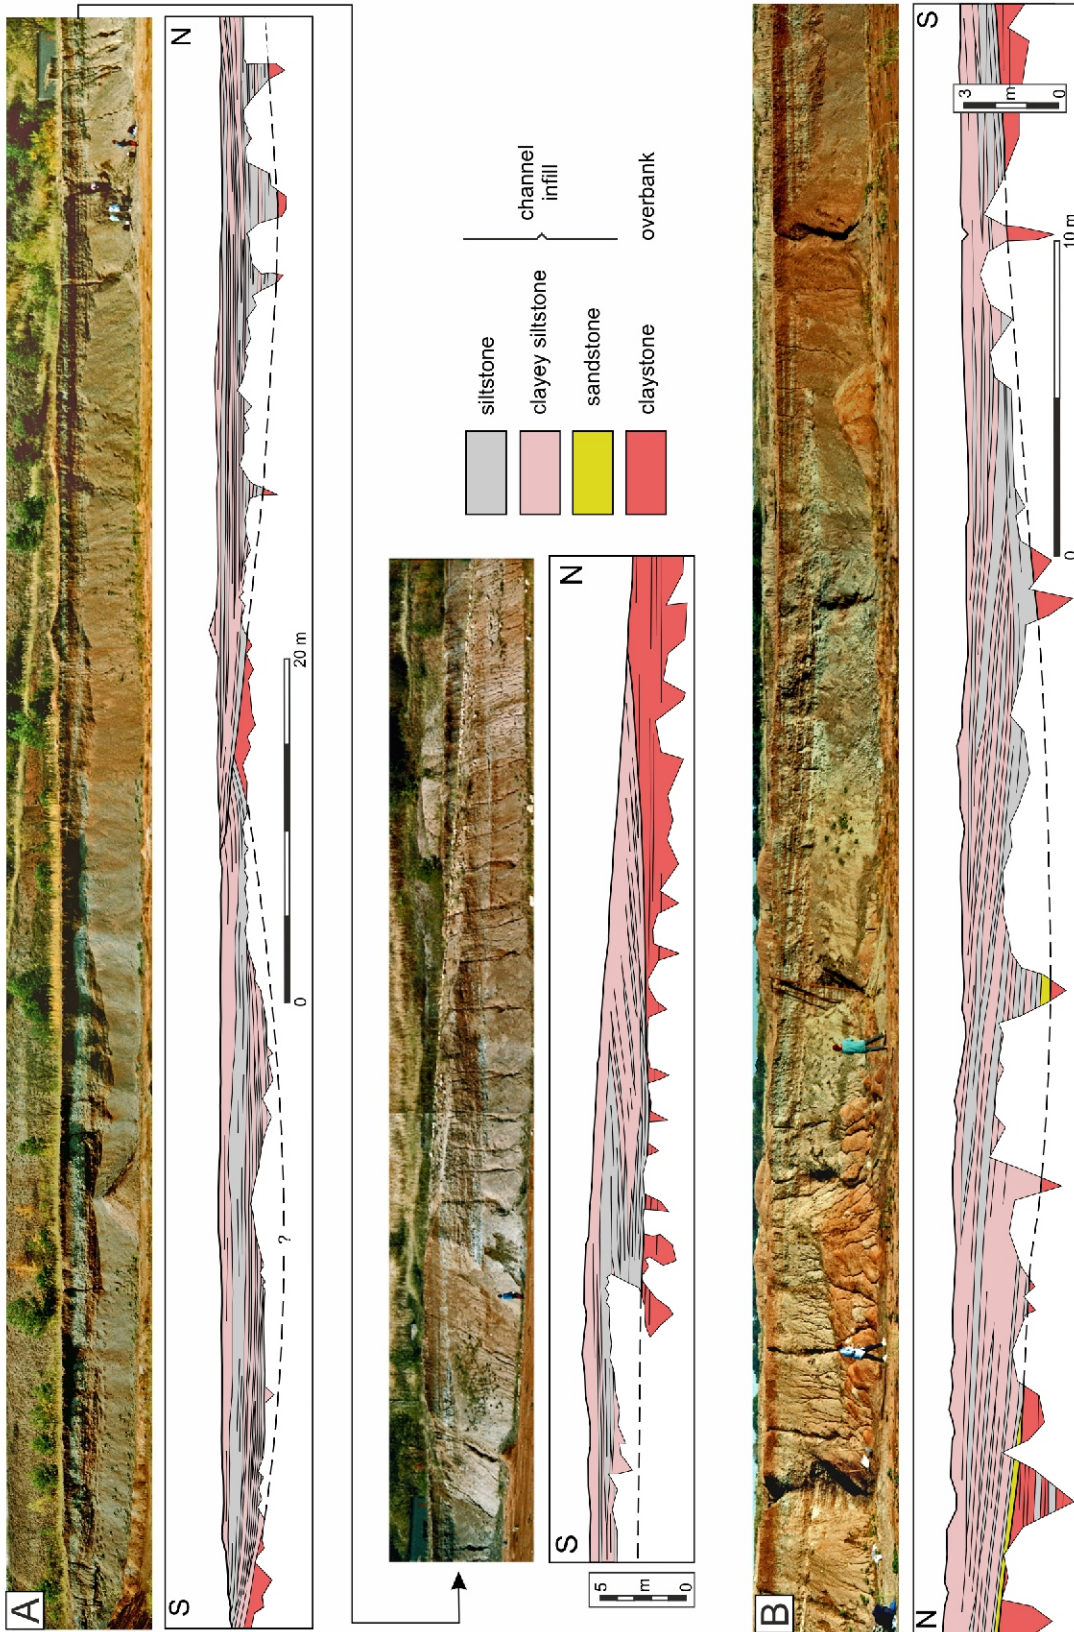 A
S
N
20 m
0
?
siltstone
clayey siltstone
sandstone
claystone
channel
infill
overbank
S
N
5
m
0
B
N
S
3
m
0
0
10 m